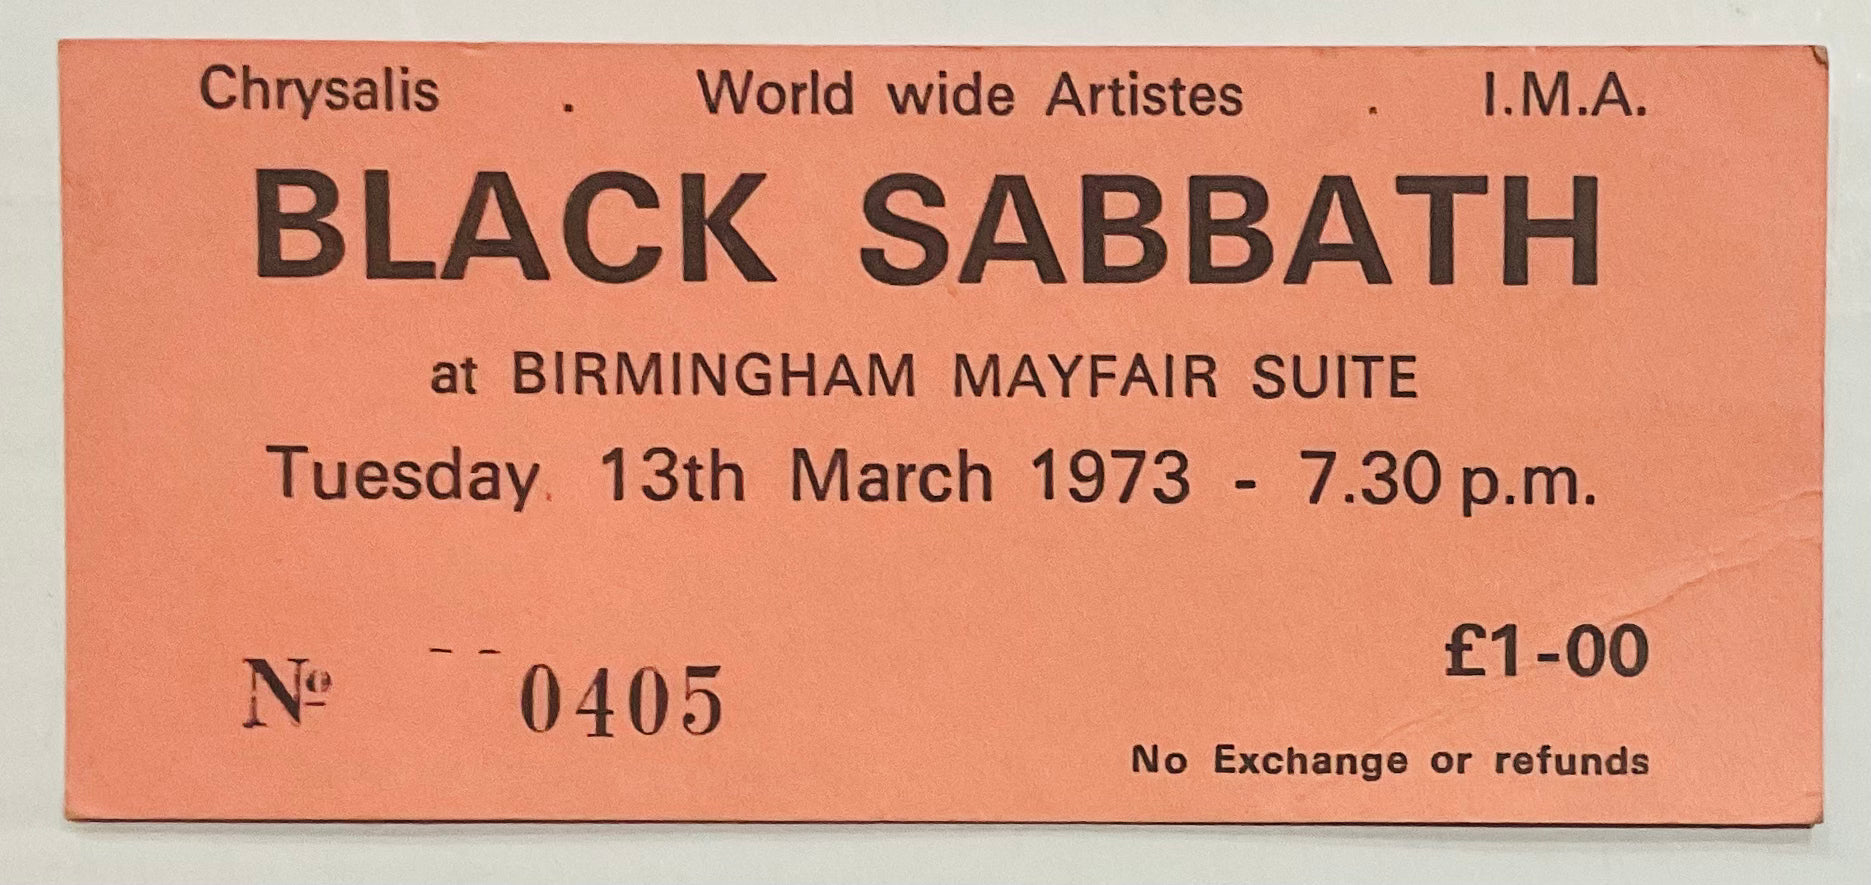 Chrysalis . World wide Artistes . I.M.A.
BLACK SABBATH
at BIRMINGHAM MAYFAIR SUITE
Tuesday. 13th March 1973 - 7.30 p.m.
£1-00
Nº -- 0405
No Exchange or refunds